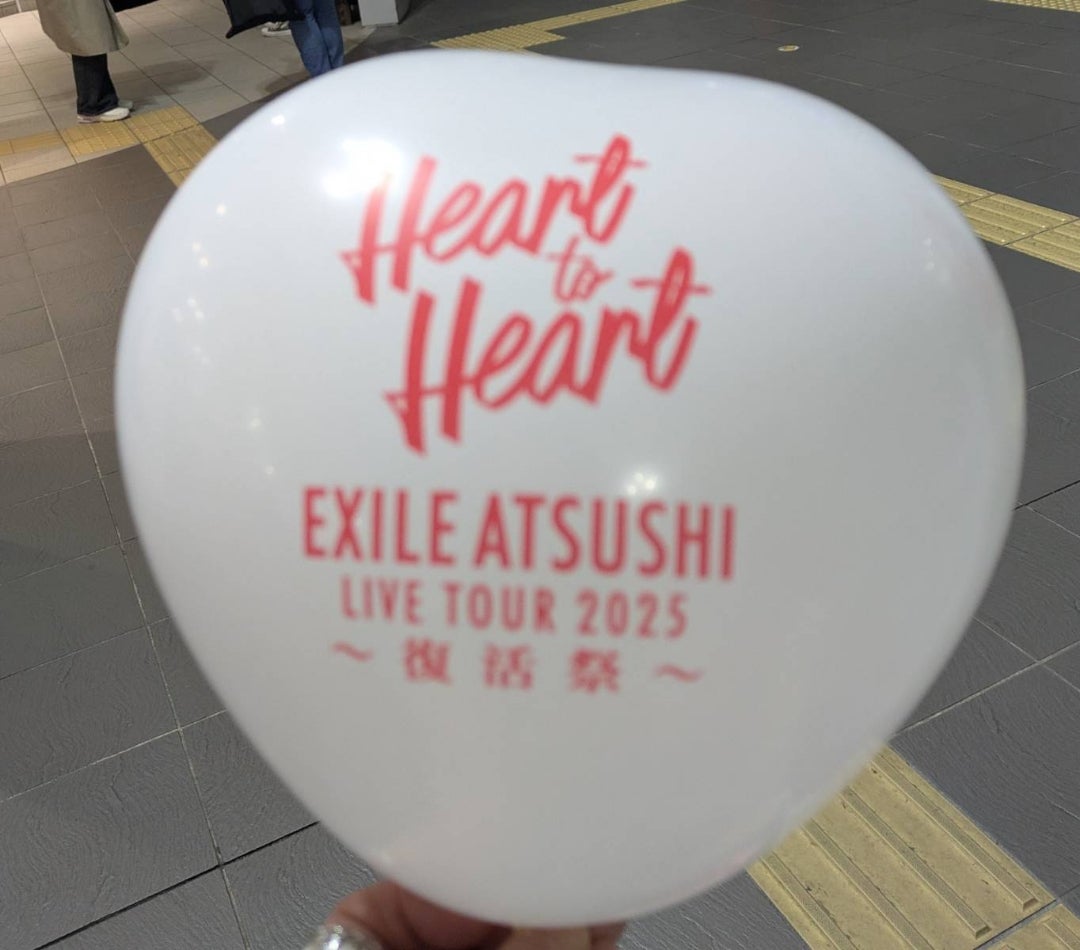 Heart
to
Heart
EXILE ATSUSHI
LIVE TOUR 2025
～復活祭～